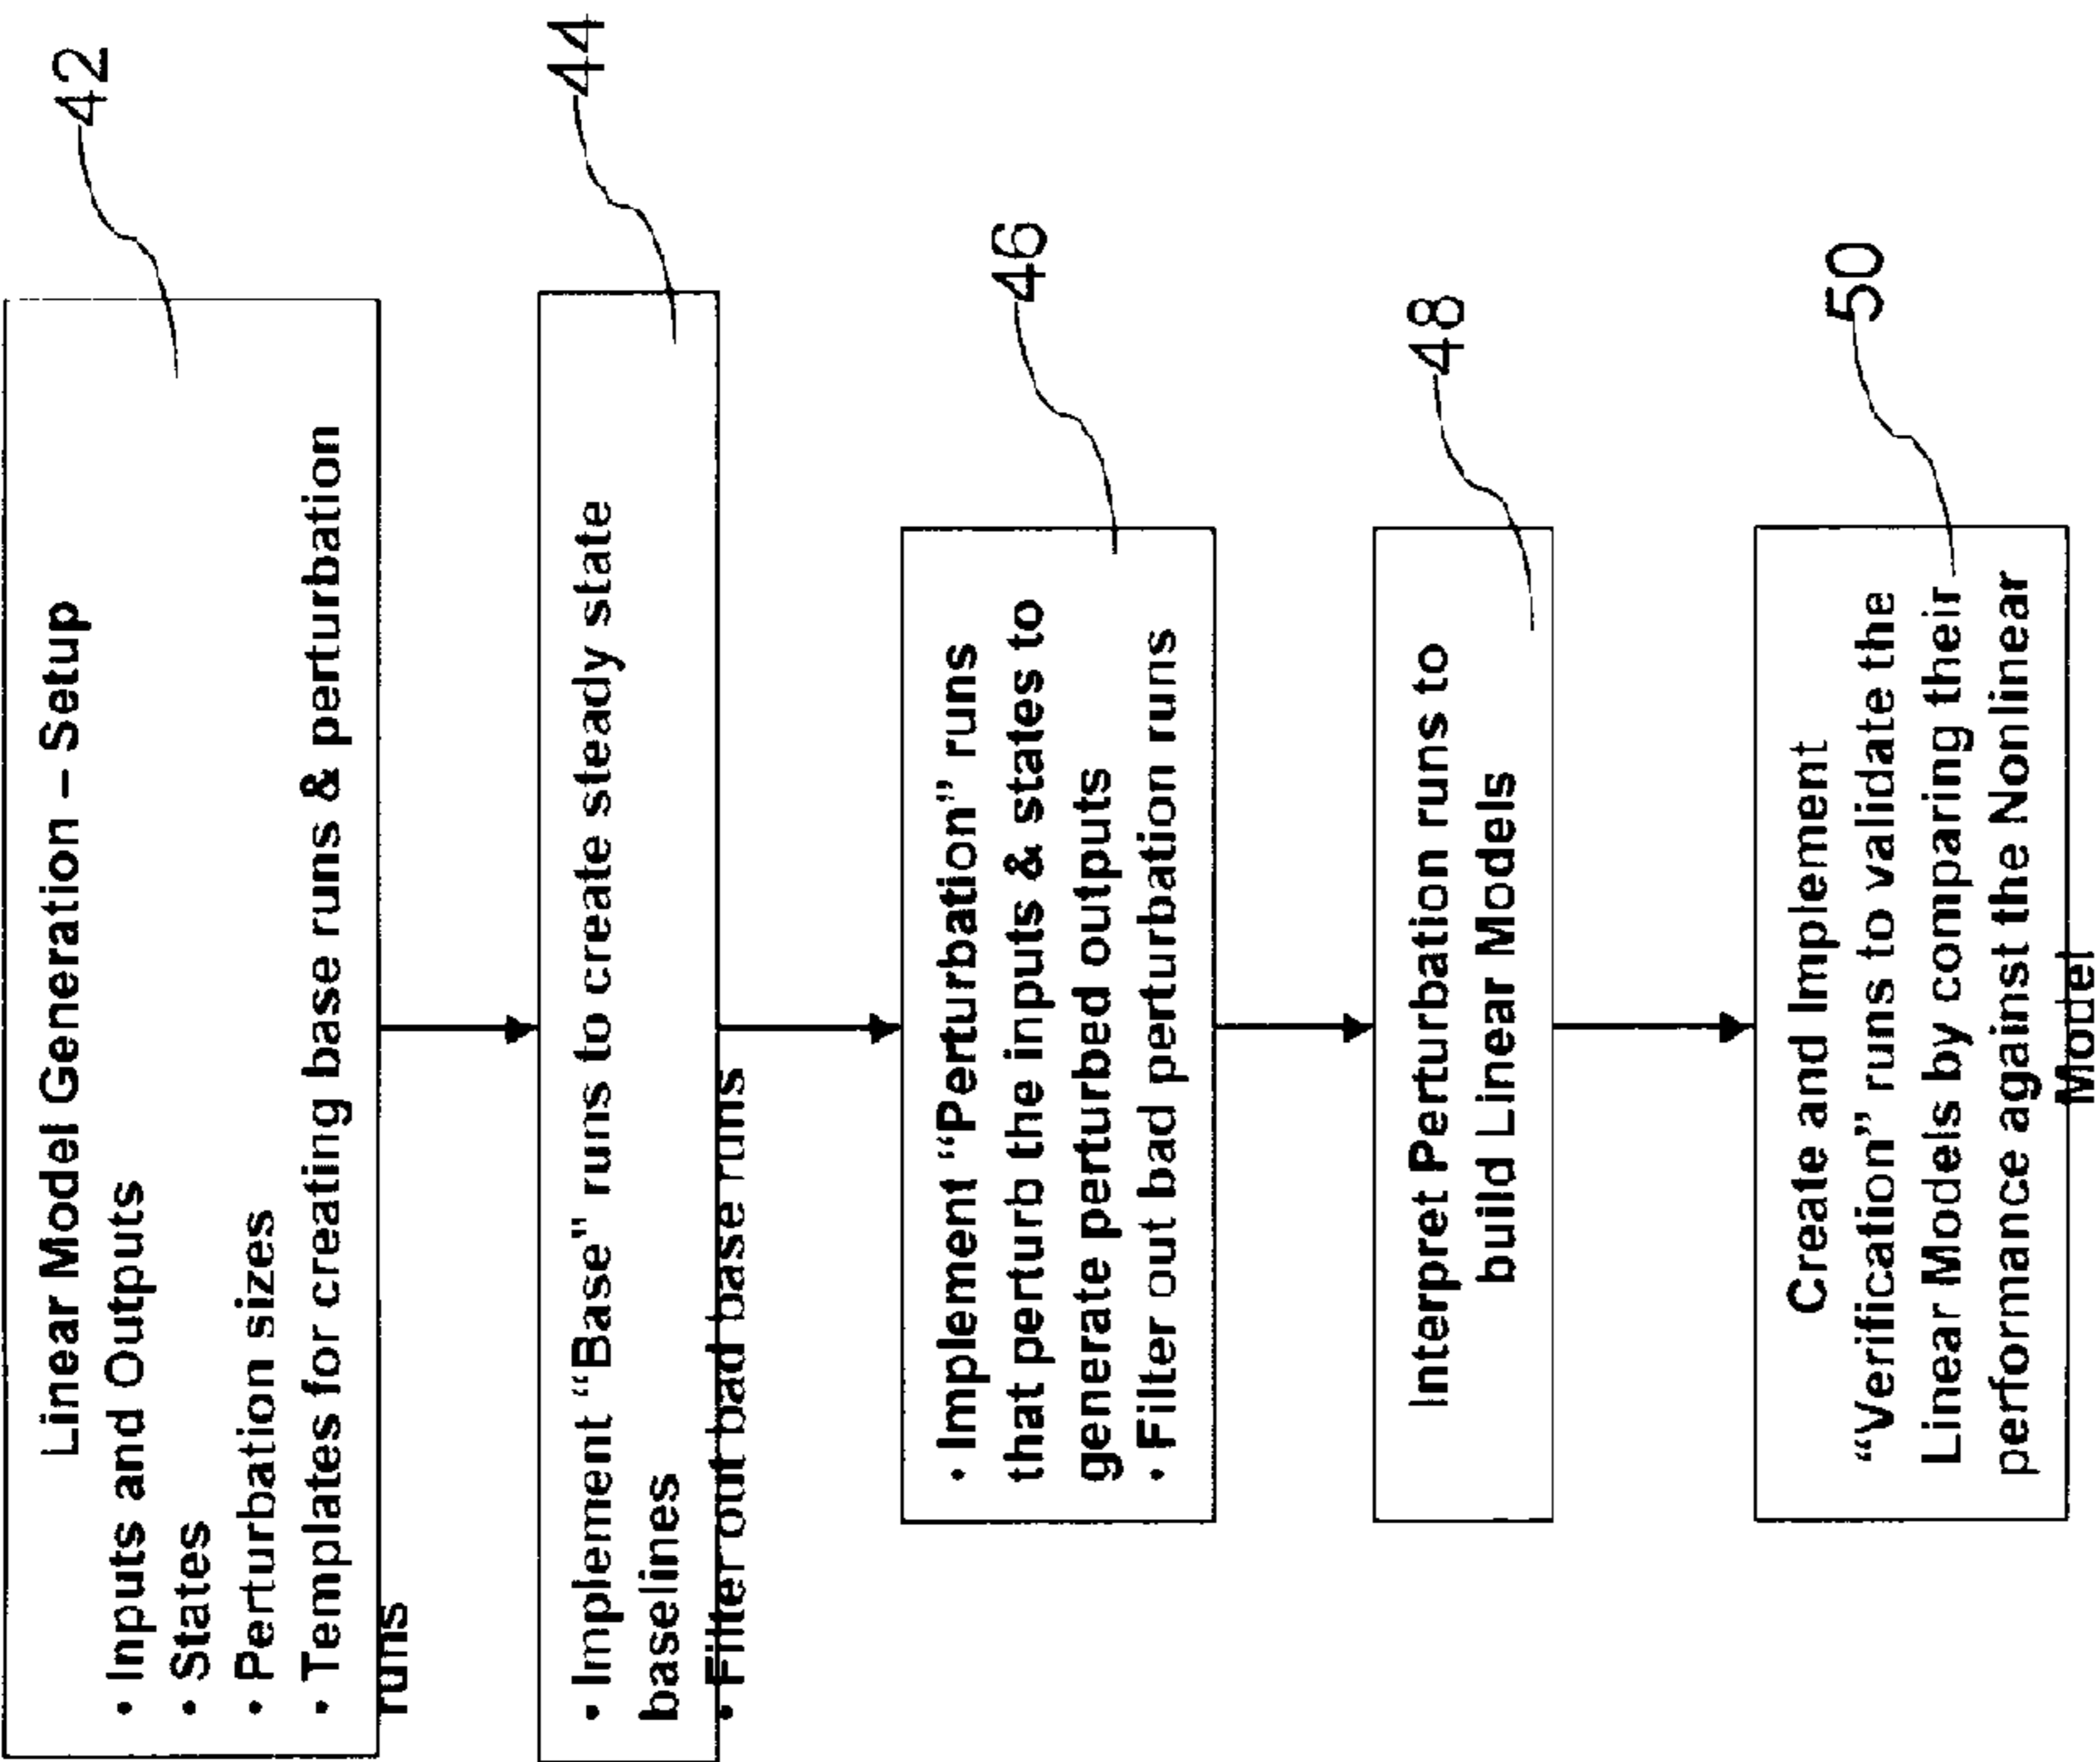 Linear Model Generation – Setup
• Inputs and Outputs
• States
• Perturbation sizes
• Templates for creating base runs & perturbation
runs
42
• Implement “Base” runs to create steady state
baselines
• Filter out bad base runs
44
• Implement “Perturbation” runs
that perturb the inputs & states to
generate perturbed outputs
• Filter out bad perturbation runs
46
Interpret Perturbation runs to
build Linear Models
48
Create and Implement
“Verification” runs to validate the
Linear Models by comparing their
performance against the Nonlinear
Model
50